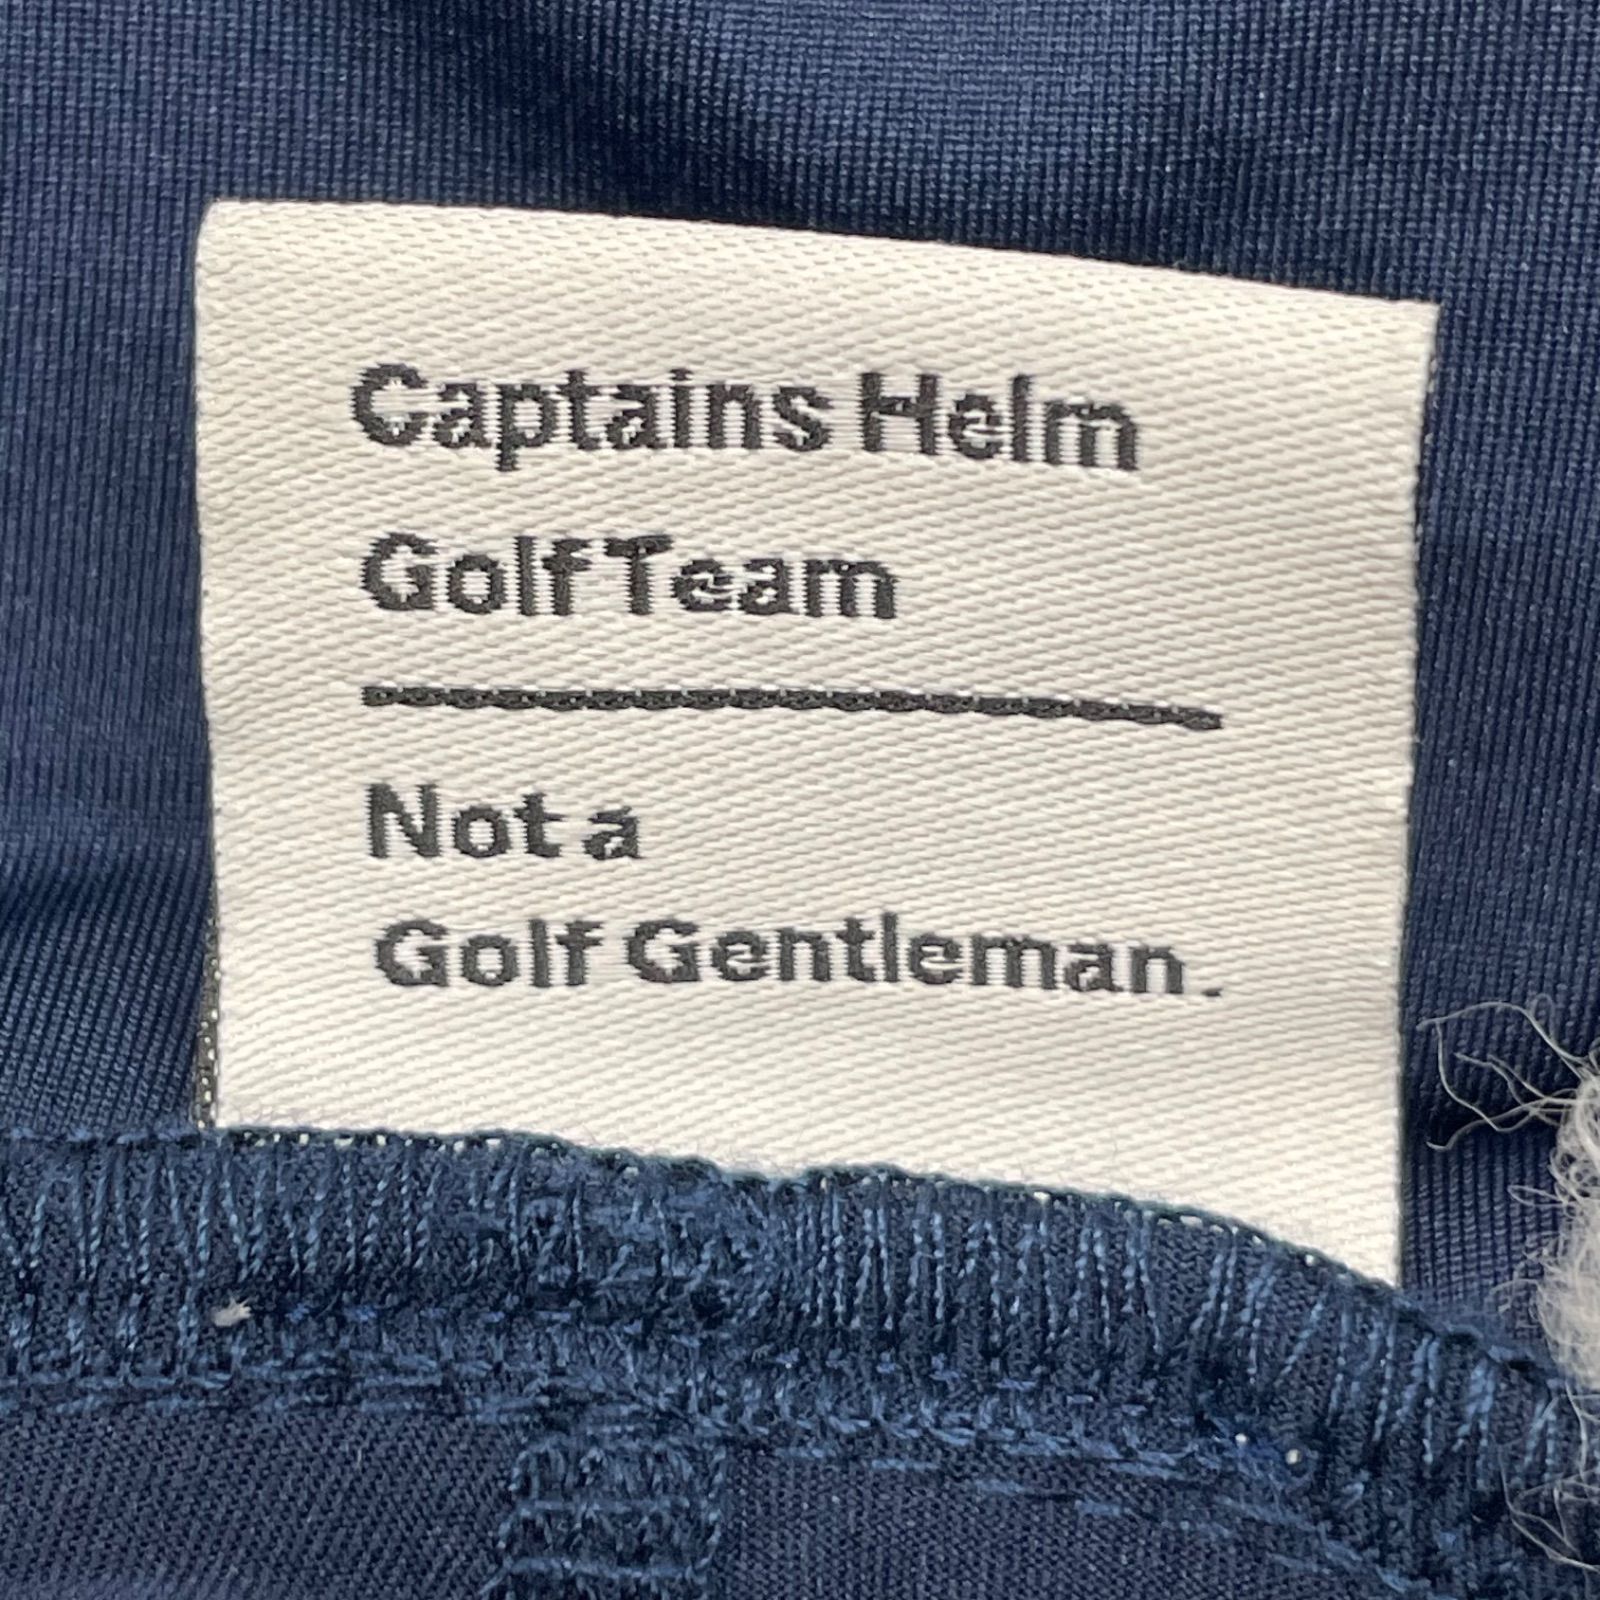 Captains Helm
Golf Team
Not a
Golf Gentleman.